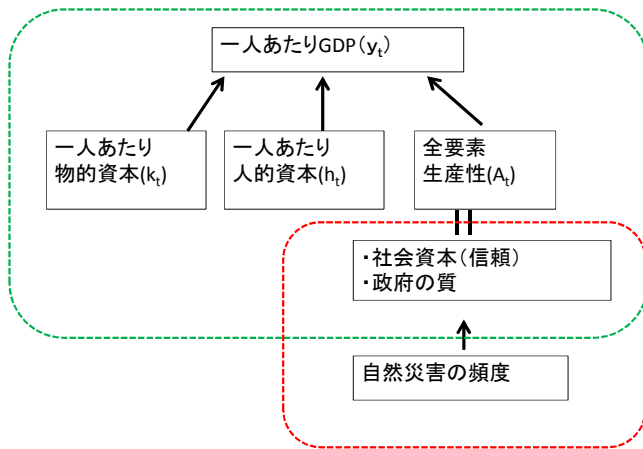 一人あたりGDP(yt)
一人あたり
物的資本(kt)
一人あたり
人的資本(ht)
全要素
生産性(At)
・社会資本(信頼)
・政府の質
自然災害の頻度